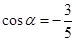 cos α = −3/5